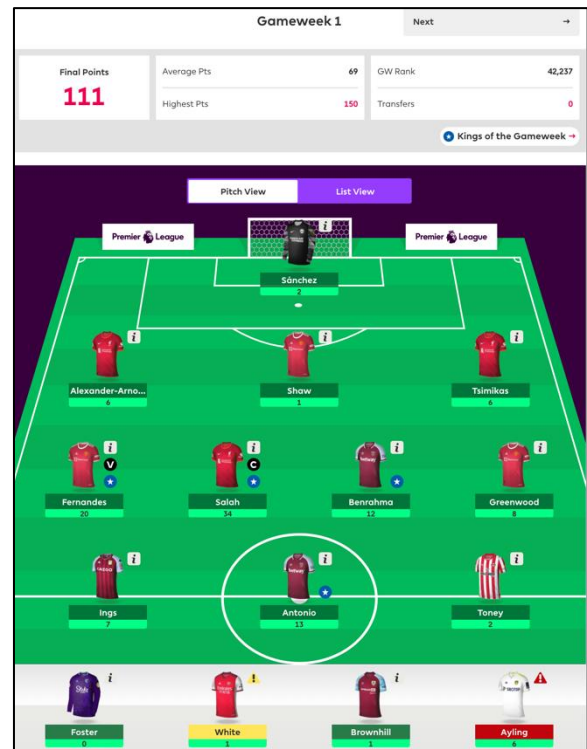 Gameweek 1
Next →
Final Points
111
Average Pts 69
Highest Pts 150
GW Rank 42,237
Transfers 0
Kings of the Gameweek →
Pitch View List View
Premier League Premier League
i
Sánchez
2
i i i
Alexander-Arno... Shaw Tsimikas
6 1 6
i i i i
V C
Fernandes Salah Benrahma Greenwood
20 34 12 8
i i i
Ings Antonio Toney
7 13 2
i ! i !
Foster White Brownhill Ayling
0 1 1 6